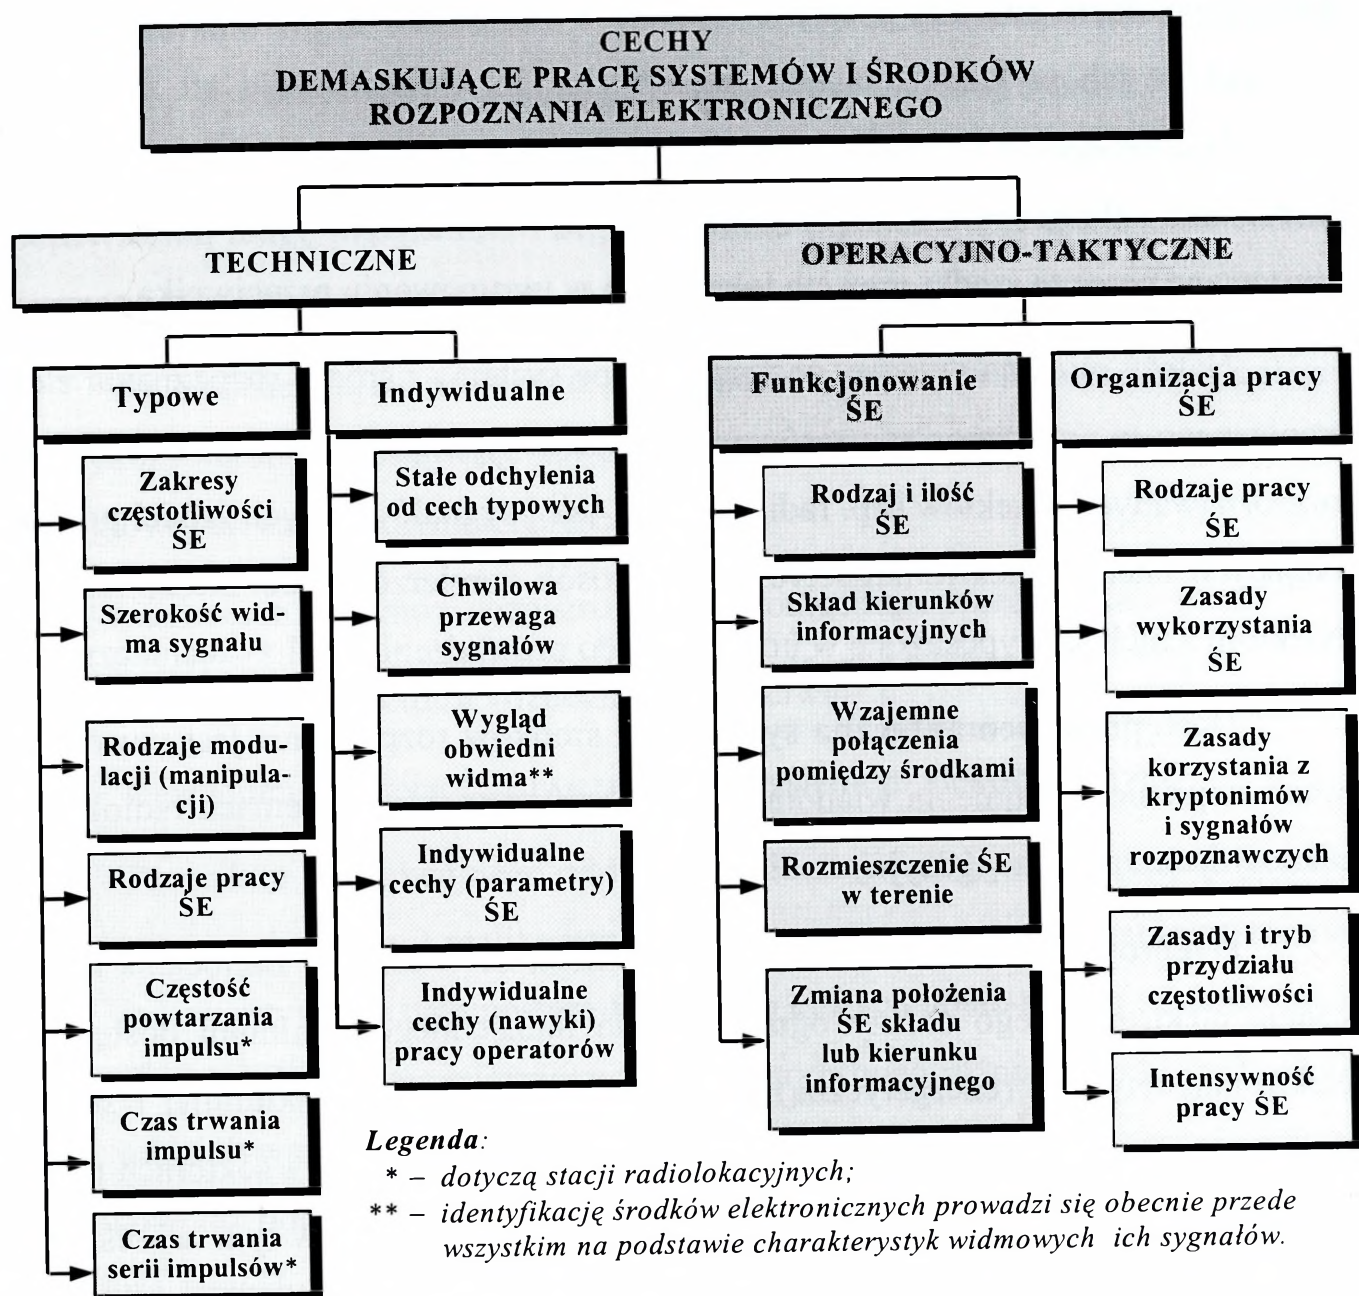 CECHY
DEMASKUJĄCE PRACĘ SYSTEMÓW I ŚRODKÓW
ROZPOZNANIA ELEKTRONICZNEGO
TECHNICZNE
OPERACYJNO-TAKTYCZNE
Typowe
Indywidualne
Funkcjonowanie
ŚE
Organizacja pracy
ŚE
Zakresy
częstotliwości
ŚE
Szerokość wid-
ma sygnału
Rodzaje modu-
lacji (manipula-
cji)
Rodzaje pracy
ŚE
Częstość
powtarzania
impulsu*
Czas trwania
impulsu*
Czas trwania
serii impulsów*
Stałe odchylenia
od cech typowych
Chwilowa
przewaga
sygnałów
Wygląd
obwiedni
widma**
Indywidualne
cechy (parametry)
ŚE
Indywidualne
cechy (nawyki)
pracy operatorów
Rodzaj i ilość
ŚE
Skład kierunków
informacyjnych
Wzajemne
połączenia
pomiędzy środkami
Rozmieszczenie ŚE
w terenie
Zmiana położenia
ŚE składu
lub kierunku
informacyjnego
Rodzaje pracy
ŚE
Zasady
wykorzystania
ŚE
Zasady
korzystania z
kryptonimów
i sygnałów
rozpoznawczych
Zasady i tryb
przydziału
częstotliwości
Intensywność
pracy ŚE
Legenda:
* – dotyczą stacji radiolokacyjnych;
** – identyfikację środków elektronicznych prowadzi się obecnie przede
wszystkim na podstawie charakterystyk widmowych ich sygnałów.